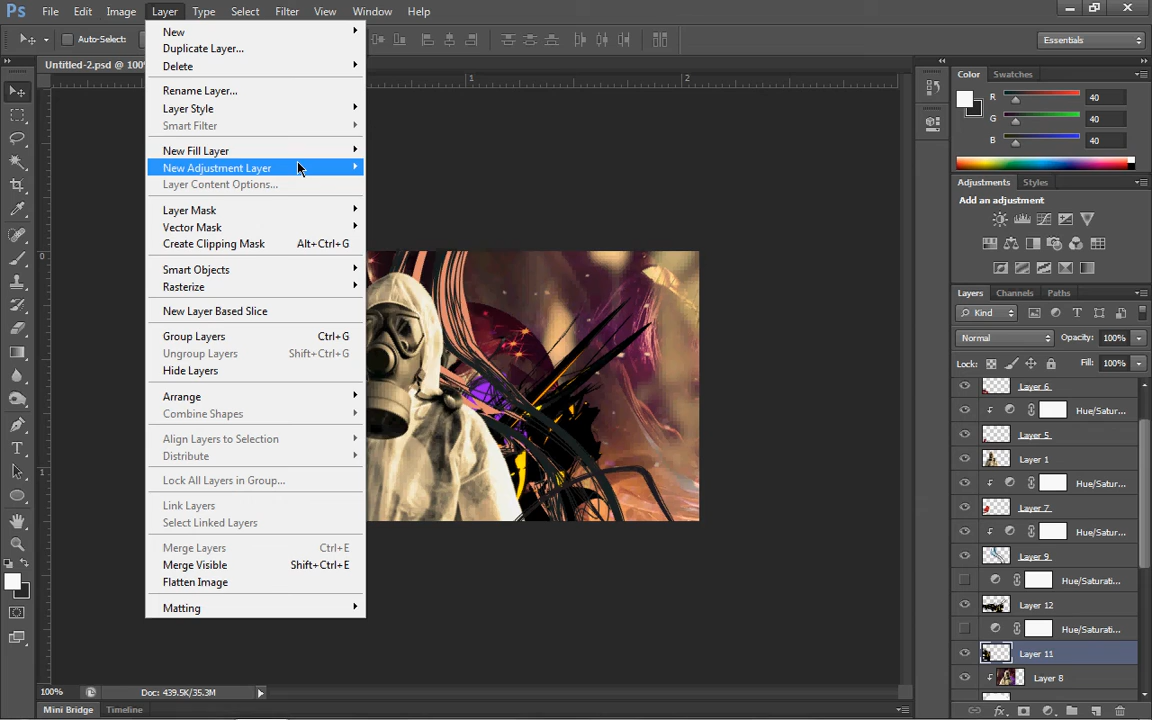 Ps File Edit Image Layer Type Select Filter View Window Help
Auto-Select: Essentials
Untitled-2.psd @ 100%
New
Duplicate Layer...
Delete
Rename Layer...
Layer Style
Smart Filter
New Fill Layer
New Adjustment Layer
Layer Content Options...
Layer Mask
Vector Mask
Create Clipping Mask Alt+Ctrl+G
Smart Objects
Rasterize
New Layer Based Slice
Group Layers Ctrl+G
Ungroup Layers Shift+Ctrl+G
Hide Layers
Arrange
Combine Shapes
Align Layers to Selection
Distribute
Lock All Layers in Group...
Link Layers
Select Linked Layers
Merge Layers Ctrl+E
Merge Visible Shift+Ctrl+E
Flatten Image
Matting
1 2
0
1
Color Swatches
R 40
G 40
B 40
Adjustments Styles
Add an adjustment
Layers Channels Paths
Kind
Normal Opacity: 100%
Lock: Fill: 100%
Layer 6
Hue/Satur...
Layer 5
Layer 1
Hue/Satur...
Layer 7
Hue/Satur...
Layer 9
Hue/Saturati...
Layer 12
Hue/Saturati...
Layer 11
Layer 8
100% Doc: 439.5K/35.3M
Mini Bridge Timeline